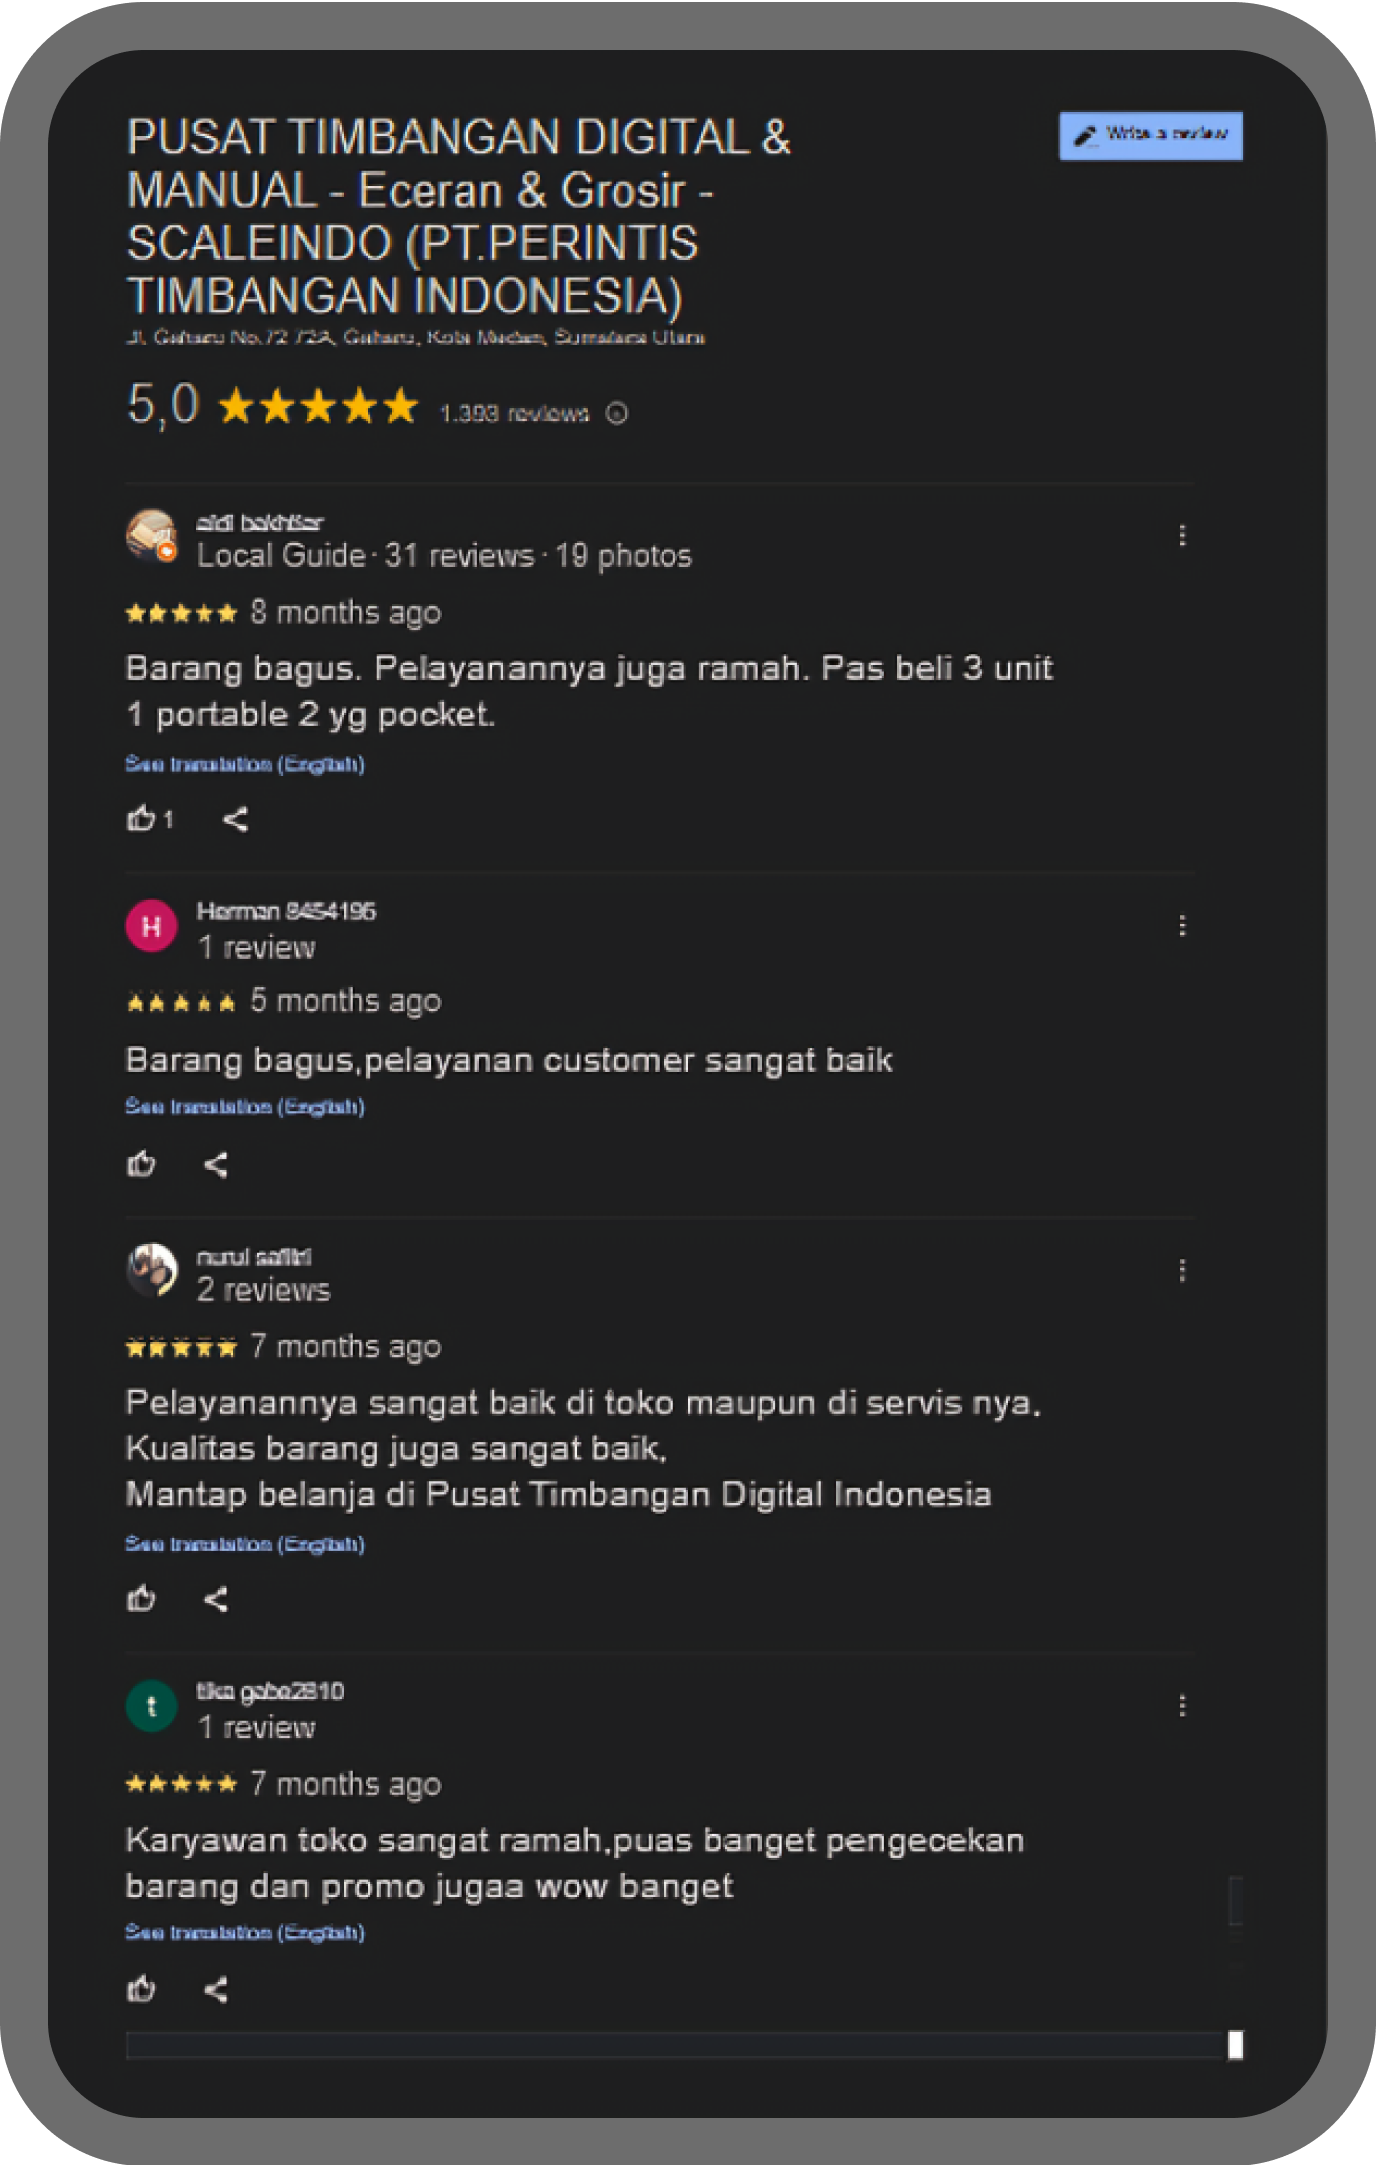 PUSAT TIMBANGAN DIGITAL &
MANUAL - Eceran & Grosir -
SCALEINDO (PT.PERINTIS
TIMBANGAN INDONESIA)
Write a review
Jl. Gaharu No.72 72A, Gaharu, Kota Medan, Sumatera Utara
5,0 1.393 reviews
aldi bakhtiar
Local Guide · 31 reviews · 19 photos
8 months ago
Barang bagus. Pelayanannya juga ramah. Pas beli 3 unit
1 portable 2 yg pocket.
See translation (English)
1
H
Herman 8454195
1 review
5 months ago
Barang bagus,pelayanan customer sangat baik
See translation (English)
nurul safitri
2 reviews
7 months ago
Pelayanannya sangat baik di toko maupun di servis nya.
Kualitas barang juga sangat baik,
Mantap belanja di Pusat Timbangan Digital Indonesia
See translation (English)
t
tika gabe2810
1 review
7 months ago
Karyawan toko sangat ramah,puas banget pengecekan
barang dan promo jugaa wow banget
See translation (English)